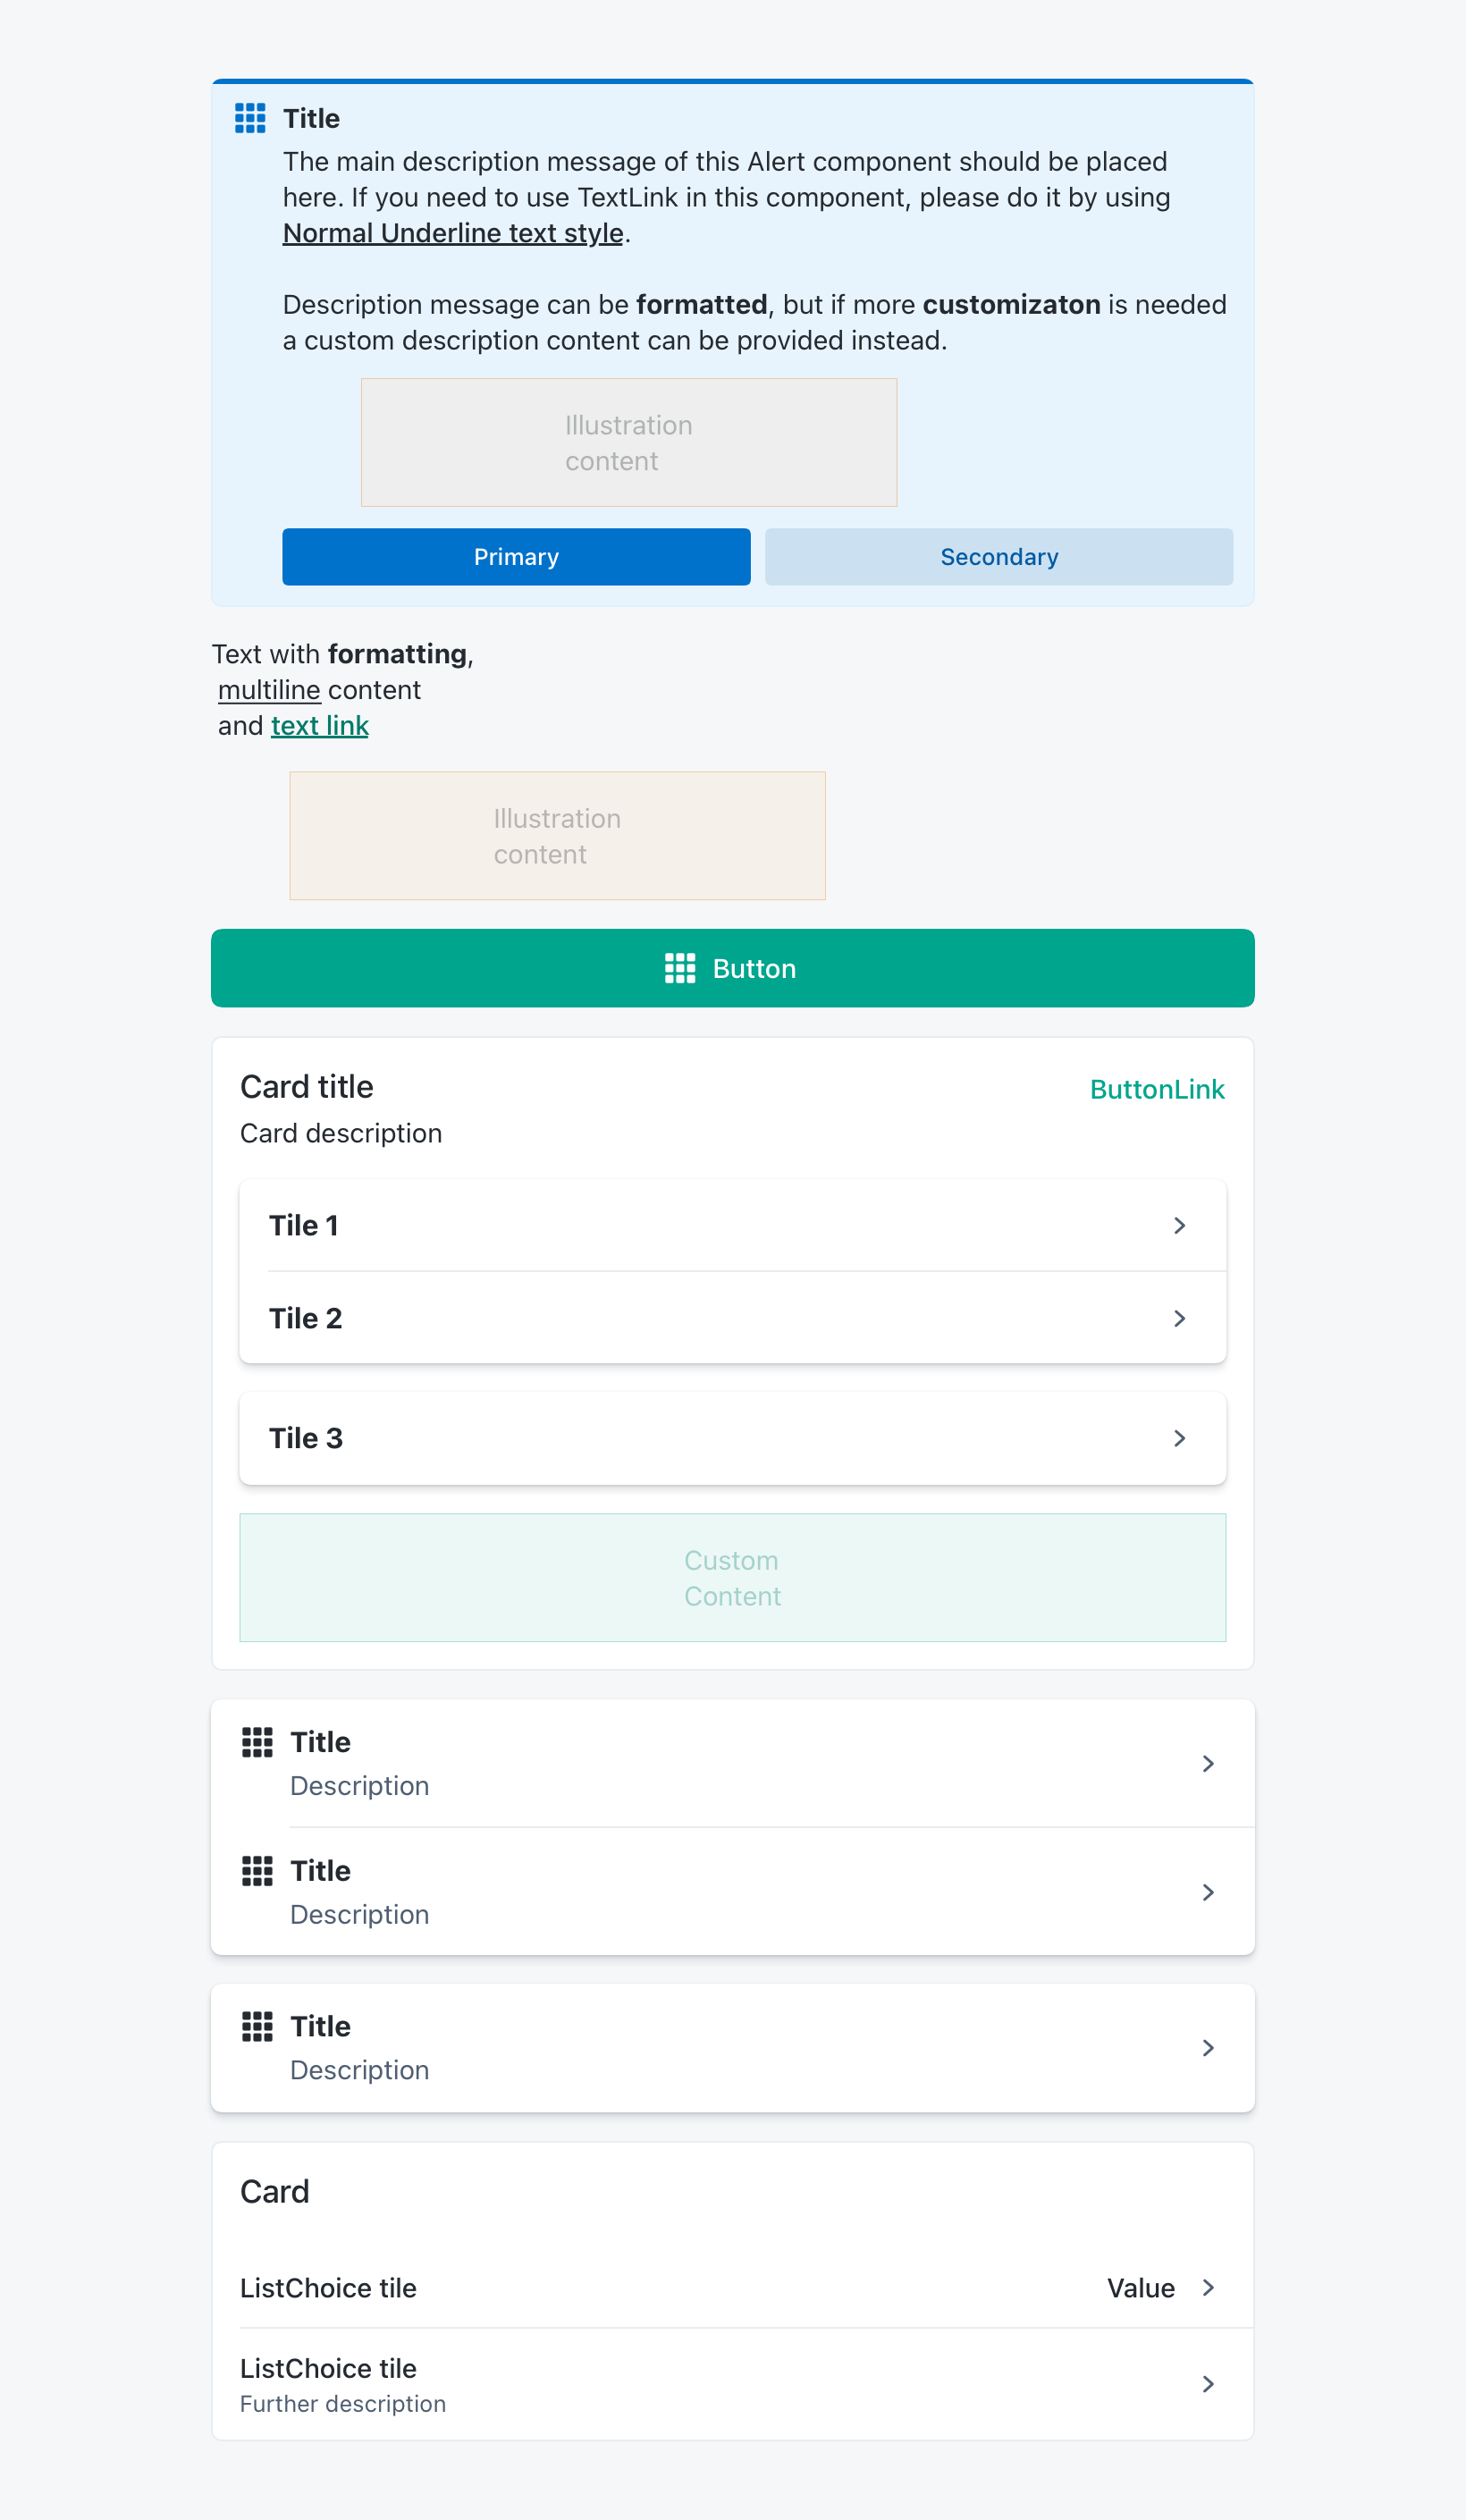 Title
The main description message of this Alert component should be placed
here. If you need to use TextLink in this component, please do it by using
Normal Underline text style.
Description message can be formatted, but if more customizaton is needed
a custom description content can be provided instead.
Illustration
content
Primary
Secondary
Text with formatting,
multiline content
and text link
Illustration
content
Button
Card title
ButtonLink
Card description
Tile 1
Tile 2
Tile 3
Custom
Content
Title
Description
Title
Description
Title
Description
Card
ListChoice tile
Value
ListChoice tile
Further description